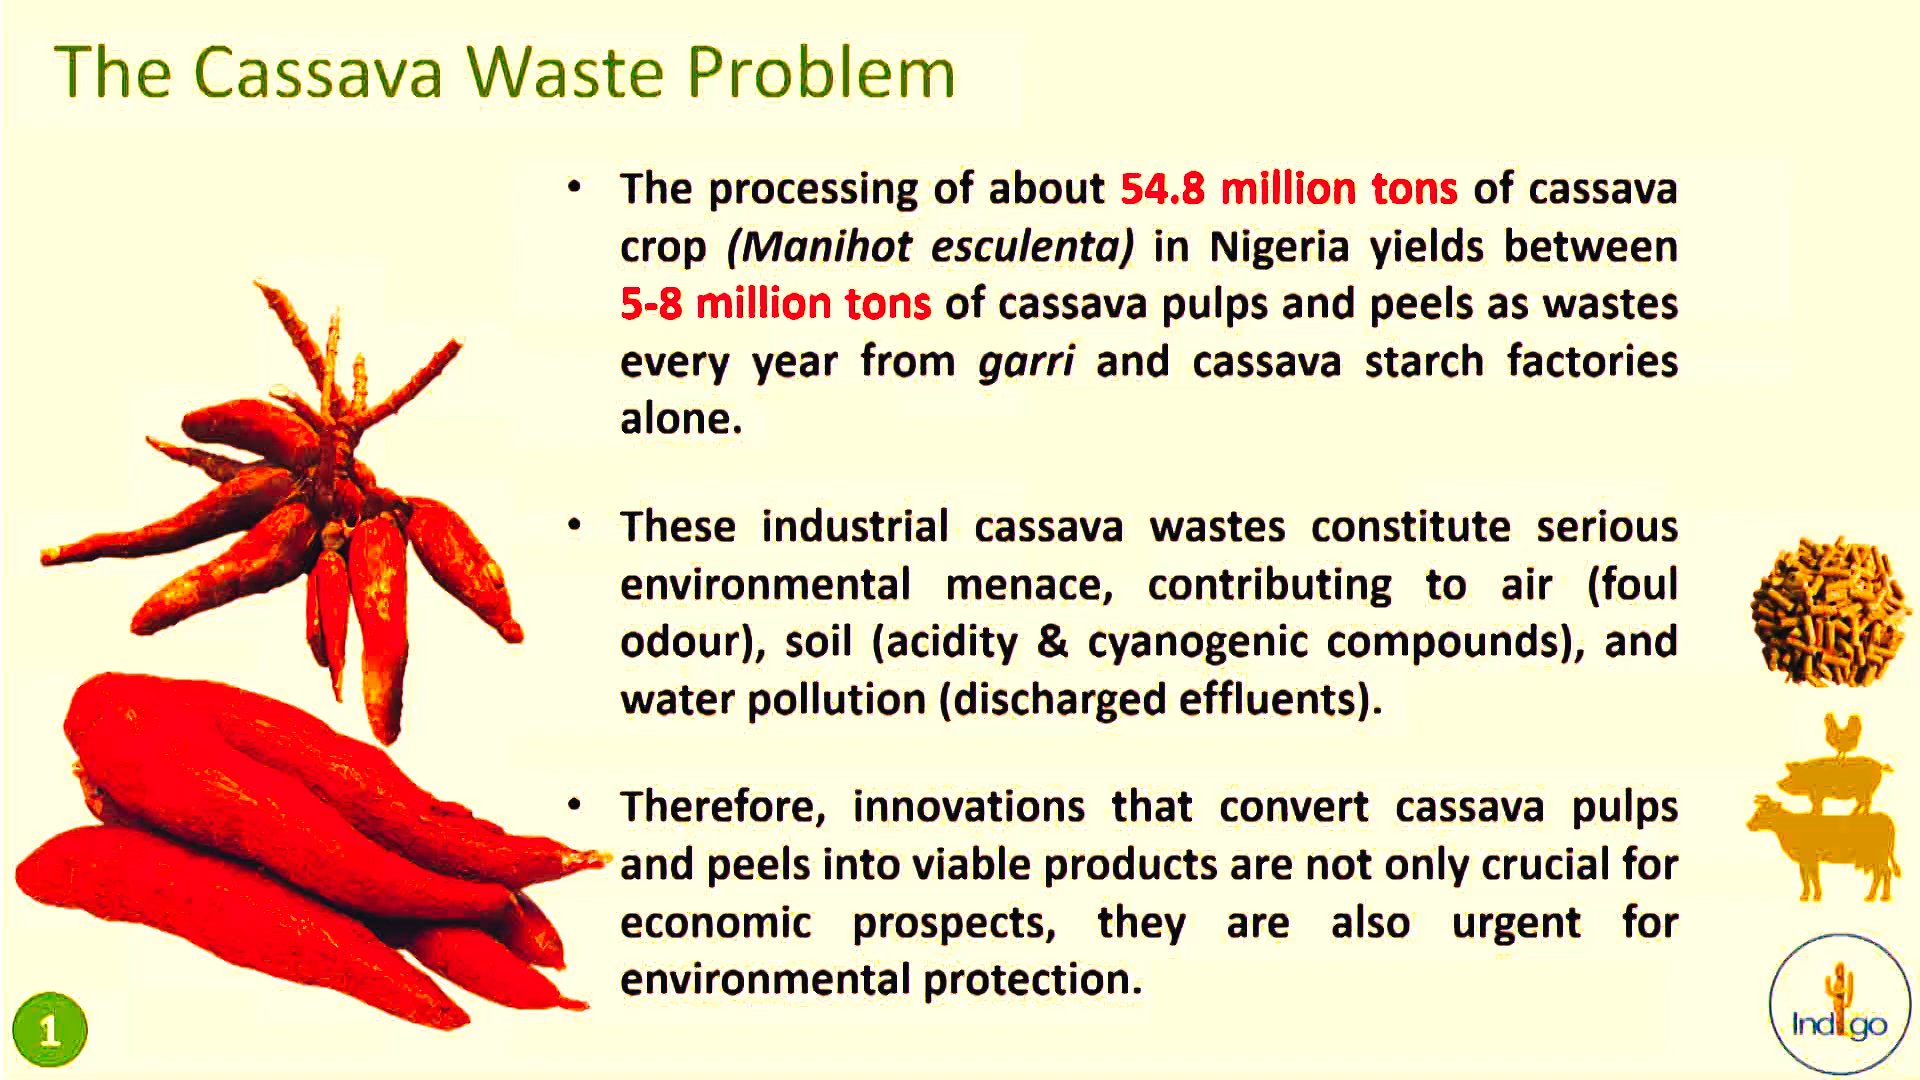 The Cassava Waste Problem
• The processing of about 54.8 million tons of cassava
crop (Manihot esculenta) in Nigeria yields between
5-8 million tons of cassava pulps and peels as wastes
every year from garri and cassava starch factories
alone.
• These industrial cassava wastes constitute serious
environmental menace, contributing to air (foul
odour), soil (acidity & cyanogenic compounds), and
water pollution (discharged effluents).
• Therefore, innovations that convert cassava pulps
and peels into viable products are not only crucial for
economic prospects, they are also urgent for
environmental protection.
1
Indigo